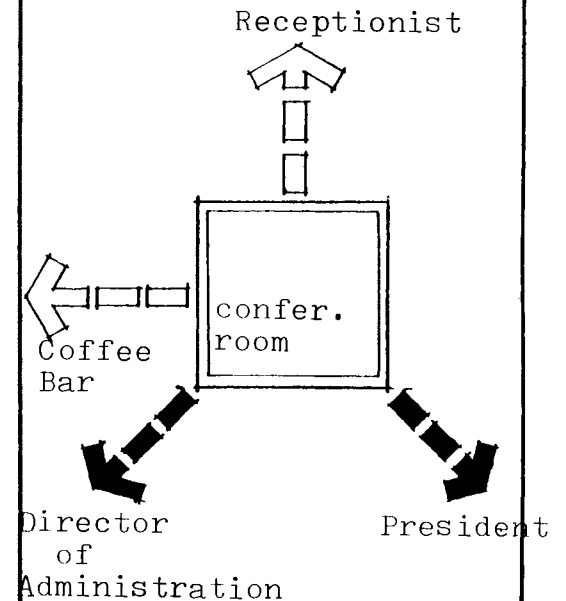 Receptionist
confer.
room
Coffee
Bar
Director
of
Administration
President